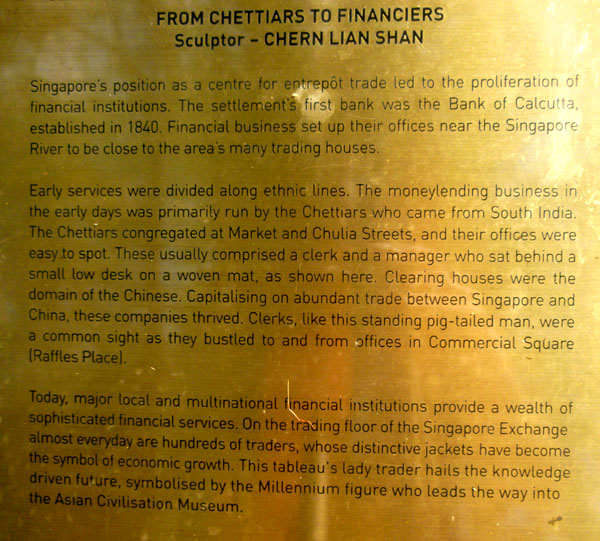 FROM CHETTIARS TO FINANCIERS
Sculptor – CHERN LIAN SHAN
Singapore's position as a centre for entrepôt trade led to the proliferation of
financial institutions. The settlement's first bank was the Bank of Calcutta,
established in 1840. Financial business set up their offices near the Singapore
River to be close to the area's many trading houses.
Early services were divided along ethnic lines. The moneylending business in
the early days was primarily run by the Chettiars who came from South India.
The Chettiars congregated at Market and Chulia Streets, and their offices were
easy to spot. These usually comprised a clerk and a manager who sat behind a
small low desk on a woven mat, as shown here. Clearing houses were the
domain of the Chinese. Capitalising on abundant trade between Singapore and
China, these companies thrived. Clerks, like this standing pig-tailed man, were
a common sight as they bustled to and from offices in Commercial Square
(Raffles Place).
Today, major local and multinational financial institutions provide a wealth of
sophisticated financial services. On the trading floor of the Singapore Exchange
almost everyday are hundreds of traders, whose distinctive jackets have become
the symbol of economic growth. This tableau's lady trader hails the knowledge
driven future, symbolised by the Millennium figure who leads the way into
the Asian Civilisation Museum.